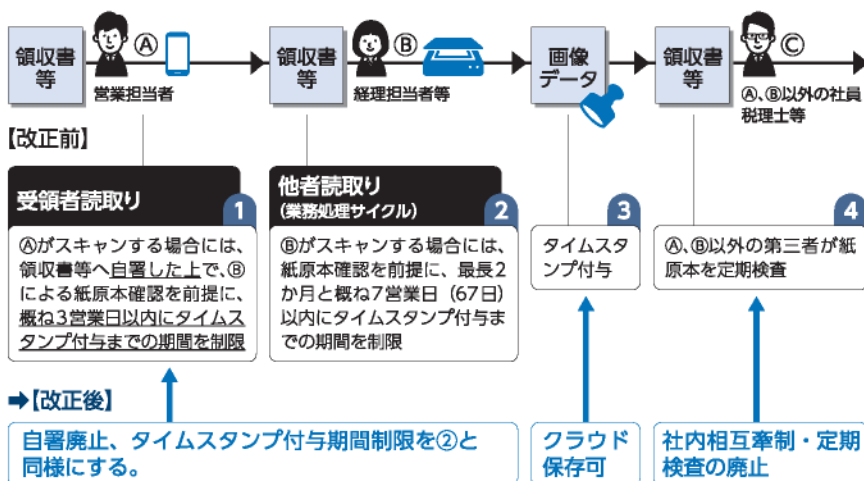 領収書等
Ⓐ
営業担当者
領収書等
Ⓑ
経理担当者等
画像データ
領収書等
Ⓒ
Ⓐ、Ⓑ以外の社員
税理士等
【改正前】
受領者読取り
1
Ⓐがスキャンする場合には、
領収書等へ自署した上で、Ⓑ
による紙原本確認を前提に、
概ね3営業日以内にタイムス
タンプ付与までの期間を制限
他者読取り
(業務処理サイクル)
2
Ⓑがスキャンする場合には、
紙原本確認を前提に、最長2
か月と概ね7営業日(67日)
以内にタイムスタンプ付与ま
での期間を制限
3
タイムスタ
ンプ付与
4
Ⓐ、Ⓑ以外の第三者が紙
原本を定期検査
➡【改正後】
自署廃止、タイムスタンプ付与期間制限を②と
同様にする。
クラウド
保存可
社内相互牽制・定期
検査の廃止